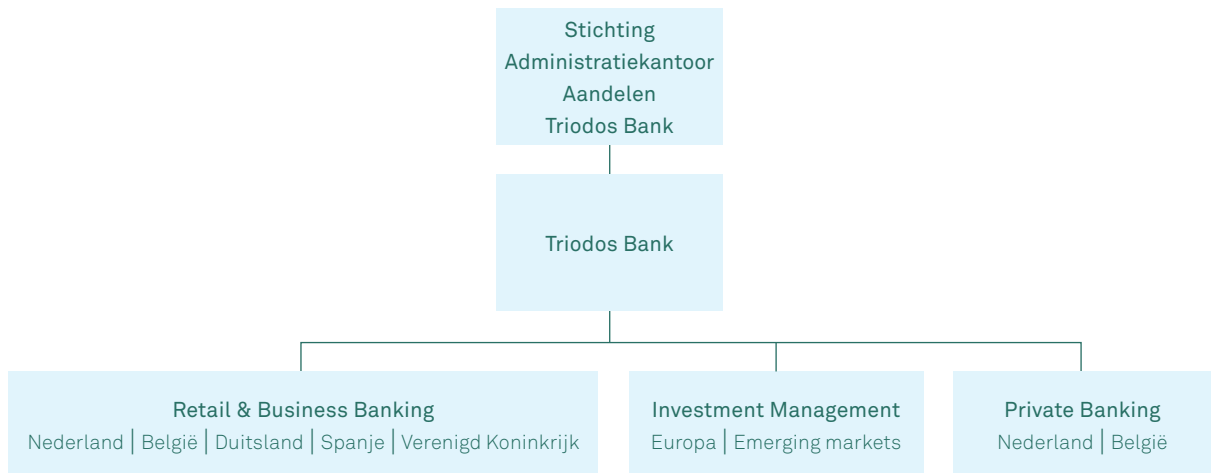 Stichting
Administratiekantoor
Aandelen
Triodos Bank
Triodos Bank
Retail & Business Banking
Nederland | België | Duitsland | Spanje | Verenigd Koninkrijk
Investment Management
Europa | Emerging markets
Private Banking
Nederland | België